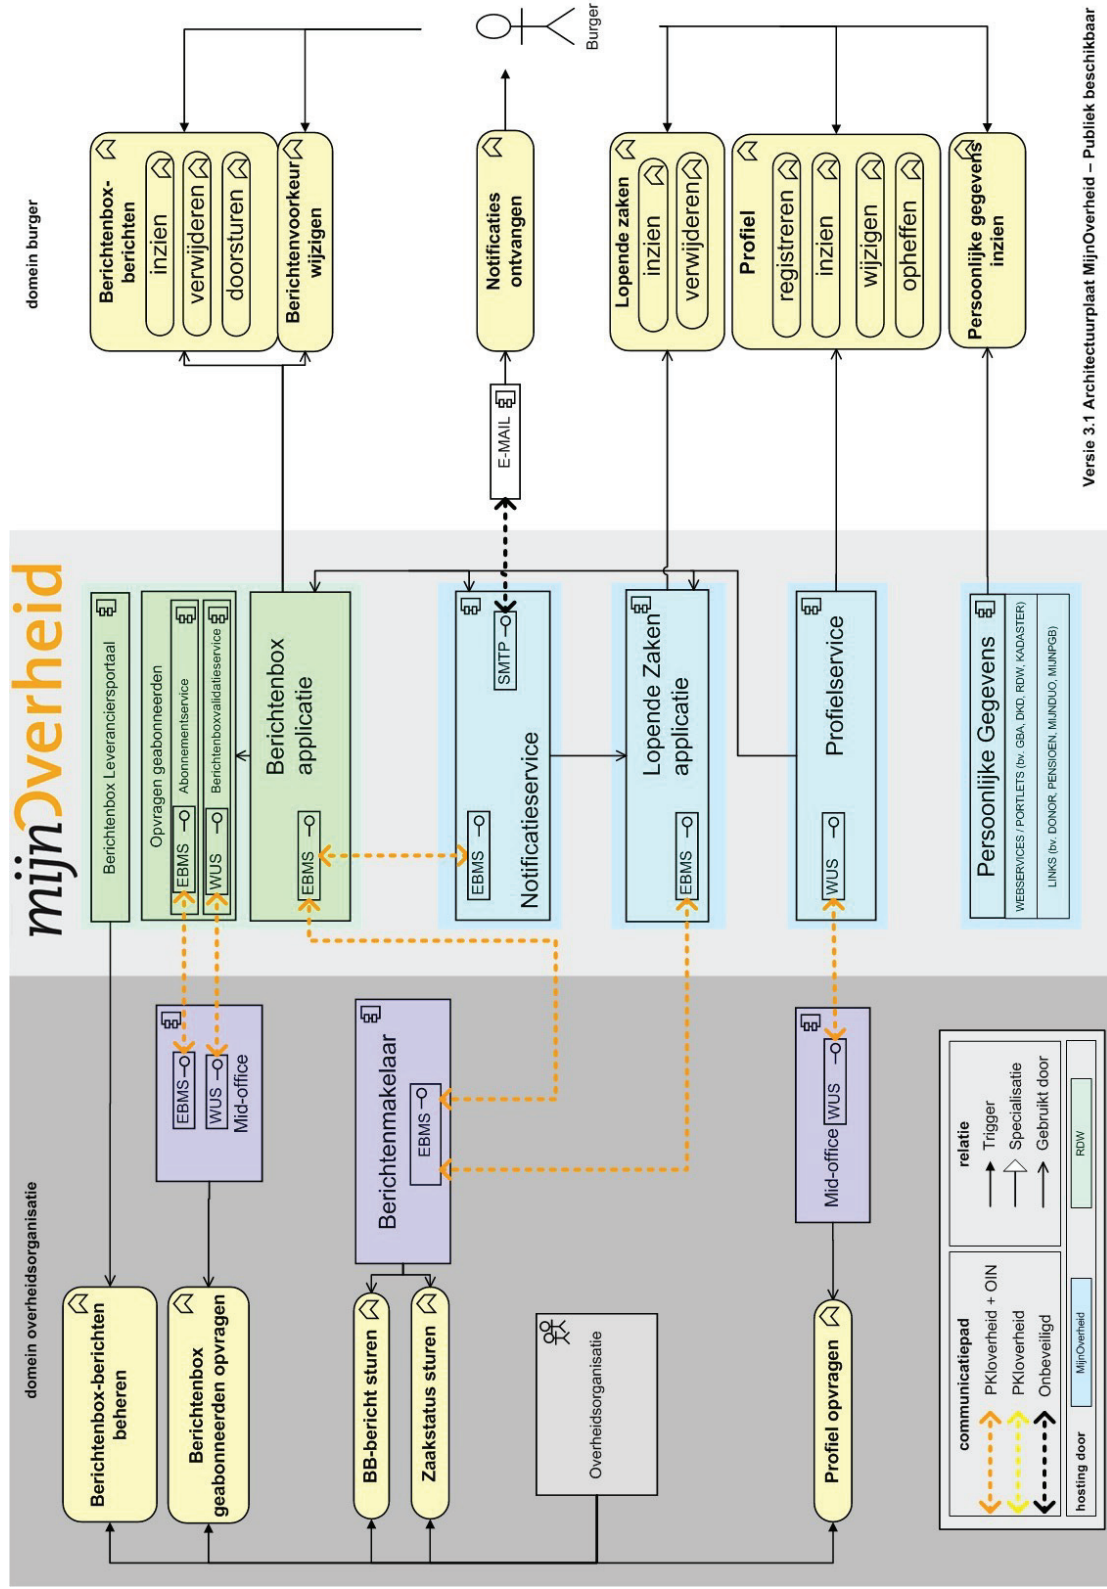 mijnOverheid
domein overheidsorganisatie
domein burger
Berichtenbox-berichten
beheren
Berichtenbox
geabonneerden opvragen
BB-bericht sturen
Zaakstatus sturen
Overheidsorganisatie
Profiel opvragen
EBMS
WUS
Mid-office
Berichtenmakelaar
EBMS
Mid-office
WUS
Berichtenbox Leveranciersportaal
Opvragen geabonneerden
EBMS
Abonnementservice
WUS
Berichtenboxvalidatieservice
Berichtenbox
applicatie
EBMS
SMTP
EBMS
Notificatieservice
Lopende Zaken
applicatie
EBMS
Profielservice
WUS
Persoonlijke Gegevens
WEBSERVICES / PORTLETS (bv. GBA, DKD, RDW, KADASTER)
LINKS (bv. DONOR, PENSIOEN, MIJNDUO, MIJNPGB)
E-MAIL
Berichtenbox-
berichten
inzien
verwijderen
doorsturen
Berichtenvoorkeur
wijzigen
Notificaties
ontvangen
Lopende zaken
inzien
verwijderen
Profiel
registreren
inzien
wijzigen
opheffen
Persoonlijke gegevens
inzien
Burger
communicatiepad
PKIoverheid + OIN
PKIoverheid
Onbeveiligd
relatie
Trigger
Specialisatie
Gebruikt door
hosting door
MijnOverheid
RDW
Versie 3.1 Architectuurplaat MijnOverheid – Publiek beschikbaar